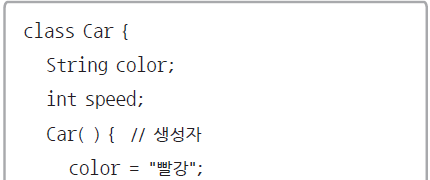 class Car {
String color;
int speed;
Car( ) { // 생성자
color = "빨강";